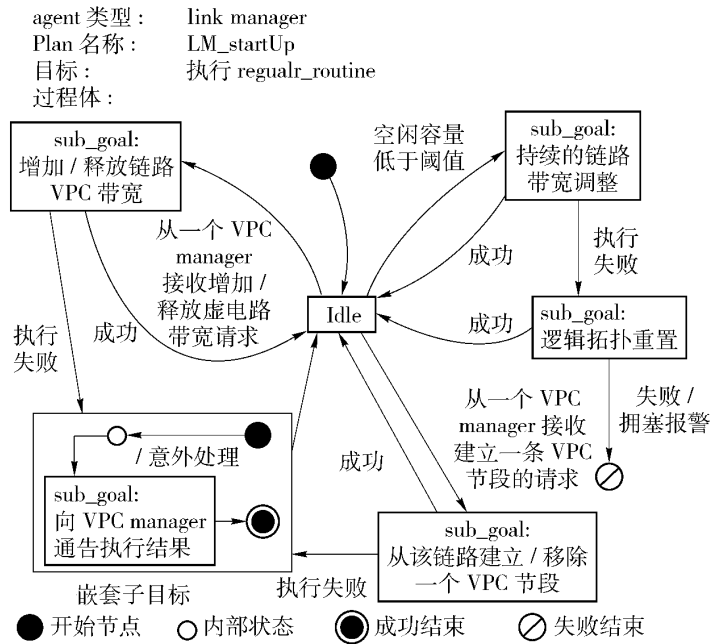 agent 类型： link manager
Plan 名称： LM_startUp
目标： 执行 regualr_routine
过程体：
sub_goal:
增加 / 释放链路
VPC 带宽
空闲容量
低于阈值
sub_goal:
持续的链路
带宽调整
从一个 VPC
manager
接收增加 /
释放虚电路
带宽请求
成功
执行
失败
Idle
成功
sub_goal:
逻辑拓扑重置
执行
失败
成功
从一个 VPC
manager 接收
建立一条 VPC
节段的请求
失败 /
拥塞报警
/ 意外处理
成功
sub_goal:
向 VPC manager
通告执行结果
sub_goal:
从该链路建立 / 移除
一个 VPC 节段
执行失败
嵌套子目标
开始节点 内部状态 成功结束 失败结束